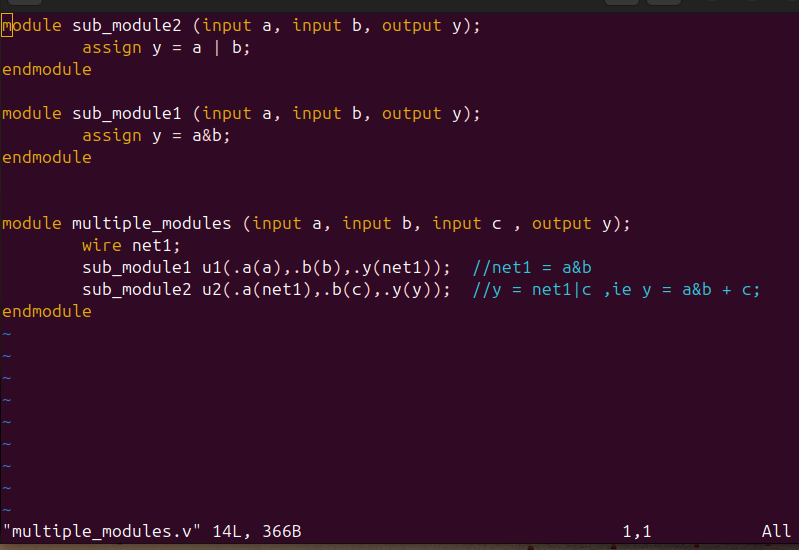 module sub_module2 (input a, input b, output y);
        assign y = a | b;
endmodule

module sub_module1 (input a, input b, output y);
        assign y = a&b;
endmodule


module multiple_modules (input a, input b, input c , output y);
        wire net1;
        sub_module1 u1(.a(a),.b(b),.y(net1));  //net1 = a&b
        sub_module2 u2(.a(net1),.b(c),.y(y));  //y = net1|c ,ie y = a&b + c;
endmodule
~
~
~
~
~
~
~
~
~
"multiple_modules.v" 14L, 366B 1,1 All